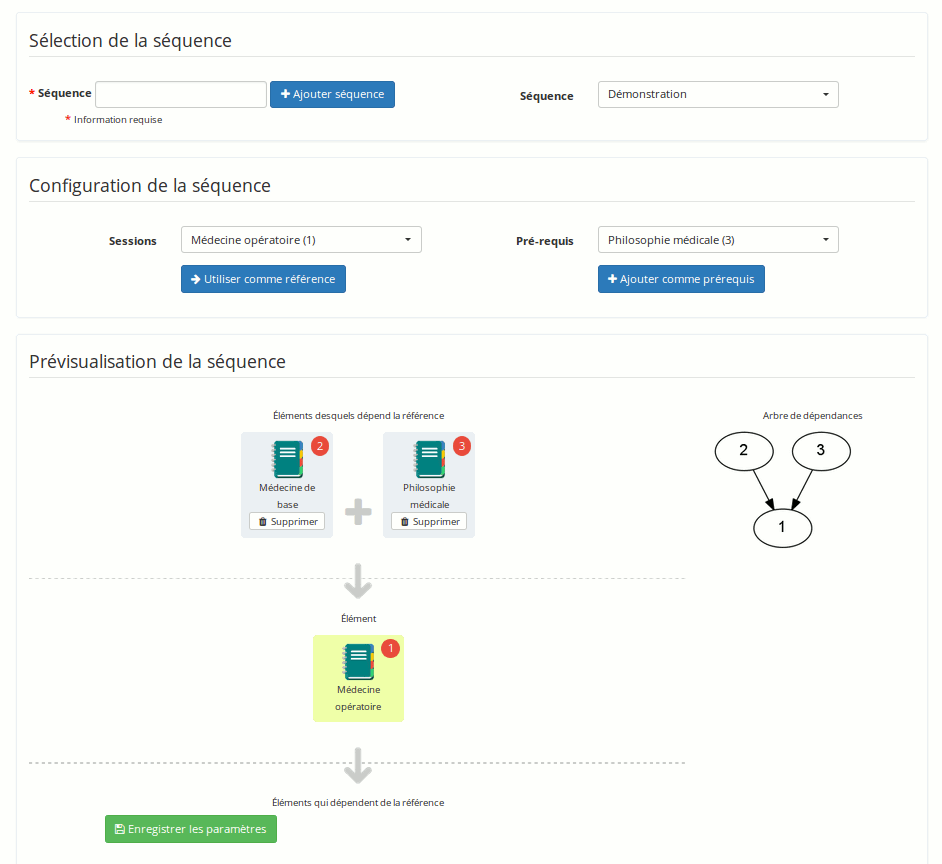 Sélection de la séquence
* Séquence
Ajouter séquence
Séquence
Démonstration
* Information requise
Configuration de la séquence
Sessions
Médecine opératoire (1)
Pré-requis
Philosophie médicale (3)
Utiliser comme référence
Ajouter comme prérequis
Prévisualisation de la séquence
Éléments desquels dépend la référence
Arbre de dépendances
2
Médecine de
base
Supprimer
3
Philosophie
médicale
Supprimer
2
3
1
Élément
1
Médecine
opératoire
Éléments qui dépendent de la référence
Enregistrer les paramètres